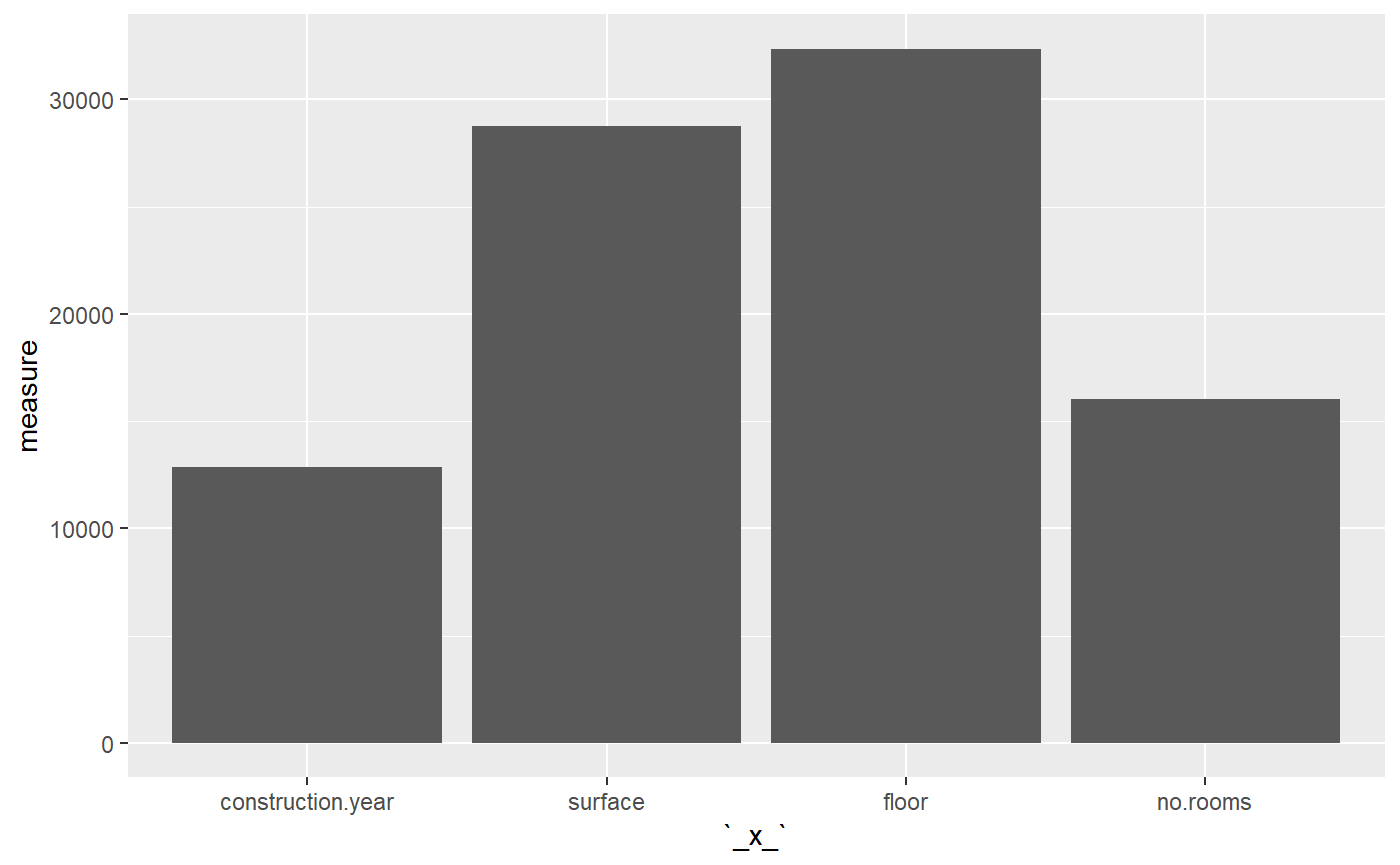 measure
30000
20000
10000
0
construction.year surface floor no.rooms
`_x_`